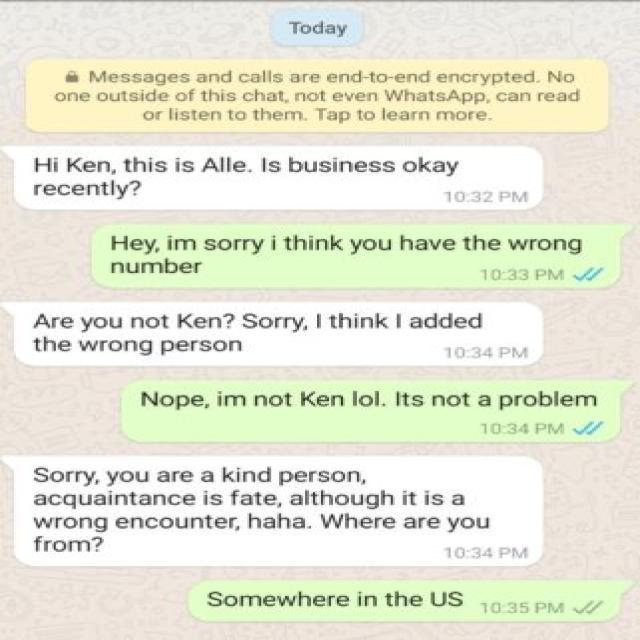 Today
Messages and calls are end-to-end encrypted. No
one outside of this chat, not even WhatsApp, can read
or listen to them. Tap to learn more.
Hi Ken, this is Alle. Is business okay
recently?
10:32 PM
Hey, im sorry i think you have the wrong
number
10:33 PM
Are you not Ken? Sorry, I think I added
the wrong person
10:34 PM
Nope, im not Ken lol. Its not a problem
10:34 PM
Sorry, you are a kind person,
acquaintance is fate, although it is a
wrong encounter, haha. Where are you
from?
10:34 PM
Somewhere in the US
10:35 PM